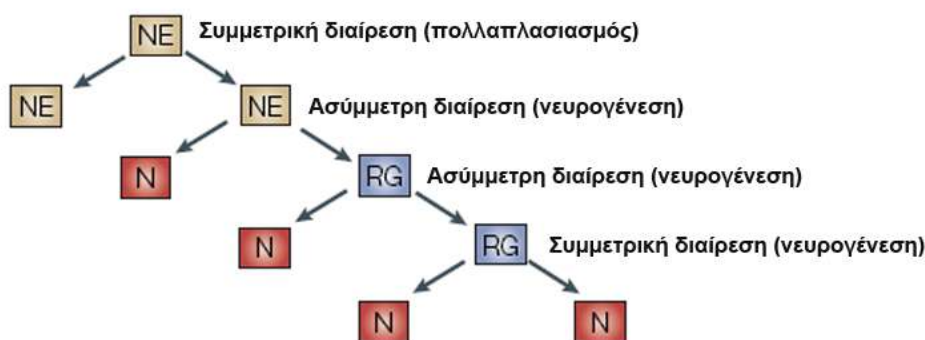 NE Συμμετρική διαίρεση (πολλαπλασιασμός)
NE NE Ασύμμετρη διαίρεση (νευρογένεση)
N RG Ασύμμετρη διαίρεση (νευρογένεση)
N RG Συμμετρική διαίρεση (νευρογένεση)
N N